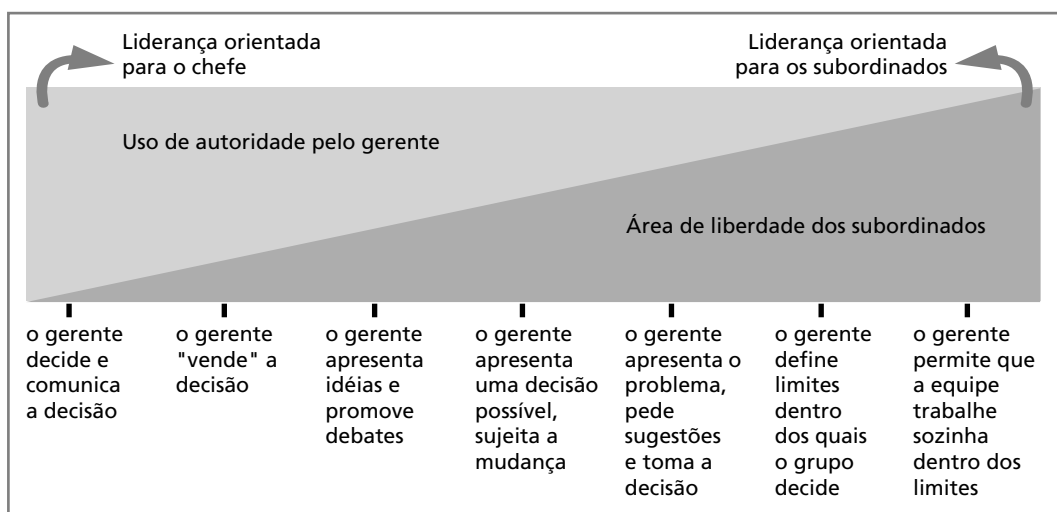 Liderança orientada
para o chefe
Liderança orientada
para os subordinados
Uso de autoridade pelo gerente
Área de liberdade dos subordinados
o gerente
decide e
comunica
a decisão
o gerente
"vende" a
decisão
o gerente
apresenta
idéias e
promove
debates
o gerente
apresenta
uma decisão
possível,
sujeita a
mudança
o gerente
apresenta o
problema,
pede
sugestões
e toma a
decisão
o gerente
define
limites
dentro
dos quais
o grupo
decide
o gerente
permite que
a equipe
trabalhe
sozinha
dentro dos
limites